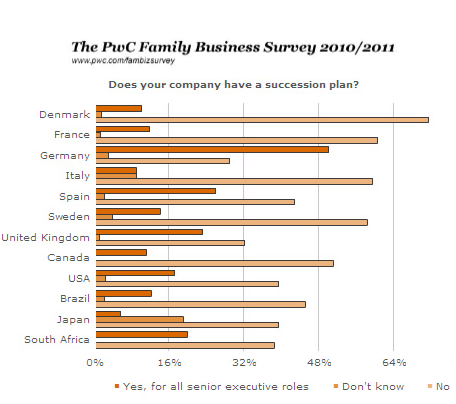 The PwC Family Business Survey 2010/2011
www.pwc.com/fambizsurvey
Does your company have a succession plan?
Denmark
France
Germany
Italy
Spain
Sweden
United Kingdom
Canada
USA
Brazil
Japan
South Africa
0% 16% 32% 48% 64%
Yes, for all senior executive roles Don't know No